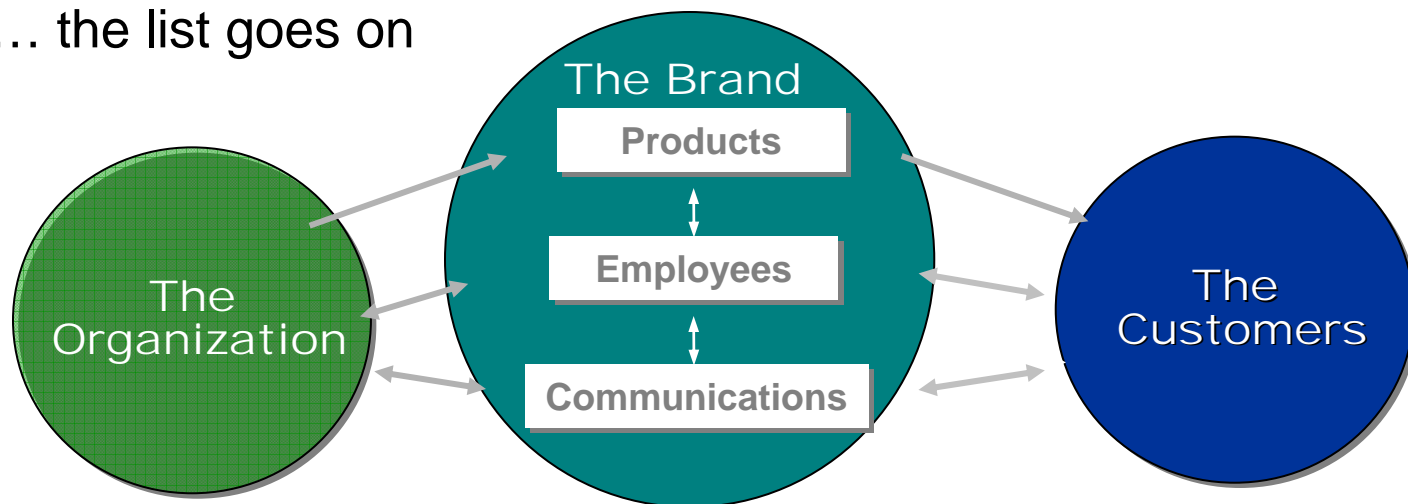 … the list goes on
The Brand
Products
Employees
Communications
The
Organization
The
Customers